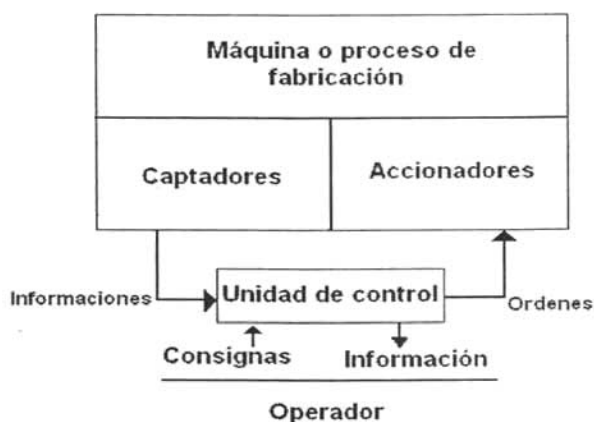 Máquina o proceso de
fabricación
Captadores
Accionadores
Informaciones
Unidad de control
Ordenes
Consignas
Información
Operador